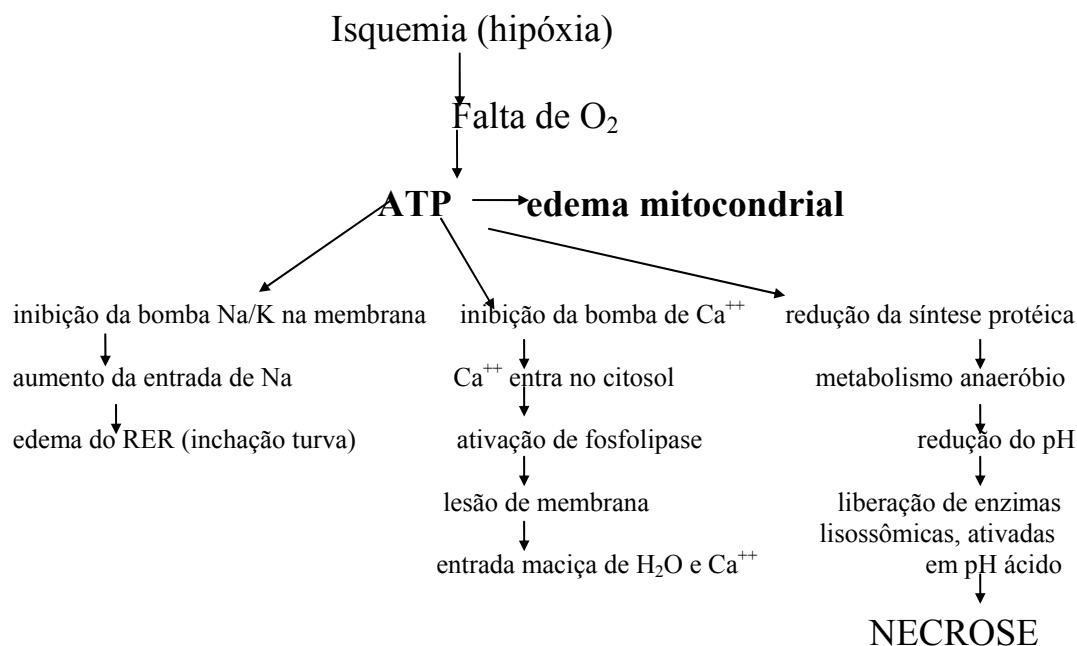 Isquemia (hipóxia)
Falta de O₂
ATP
edema mitocondrial
inibição da bomba Na/K na membrana
aumento da entrada de Na
edema do RER (inchação turva)
inibição da bomba de Ca⁺⁺
Ca⁺⁺ entra no citosol
ativação de fosfolipase
lesão de membrana
entrada maciça de H₂O e Ca⁺⁺
redução da síntese protéica
metabolismo anaeróbio
redução do pH
liberação de enzimas
lisossômicas, ativadas
em pH ácido
NECROSE